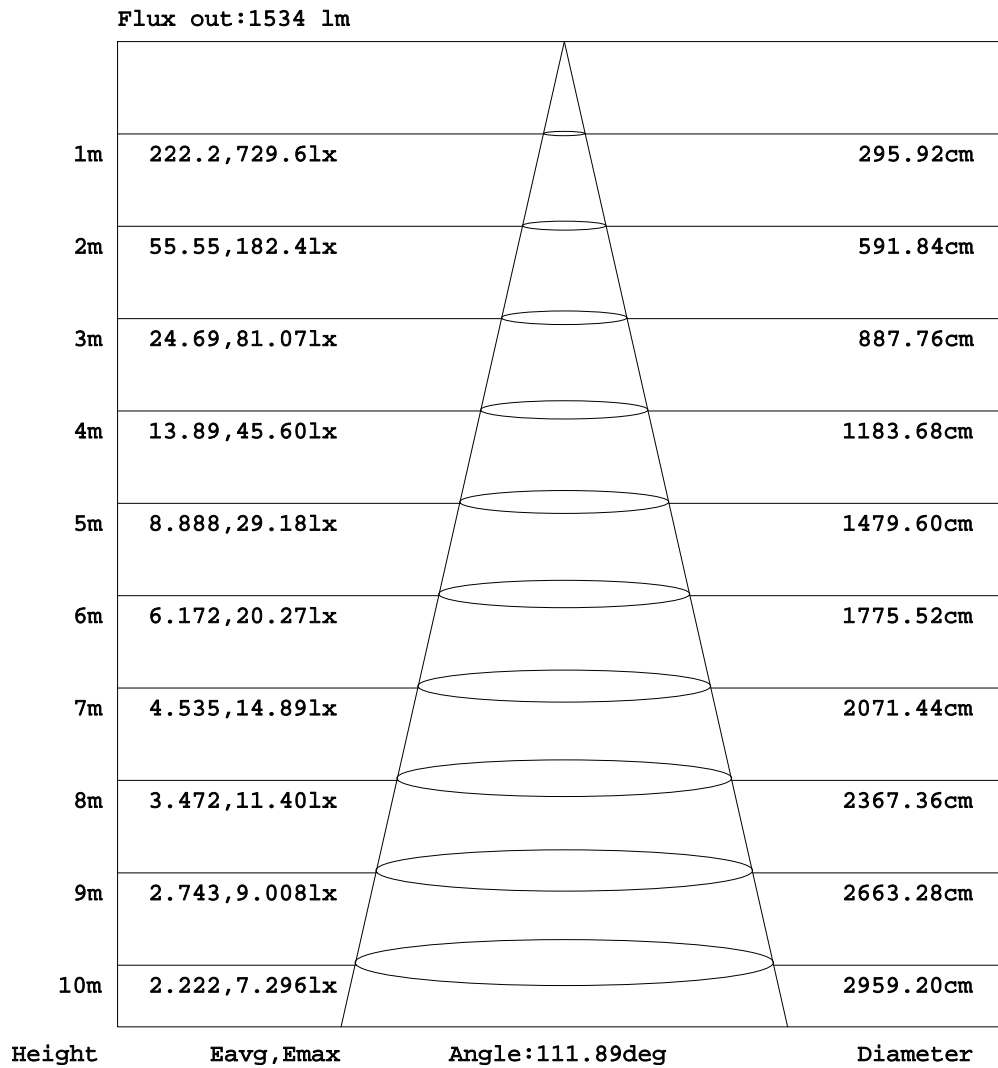 Flux out:1534 lm
1m 222.2,729.6lx 295.92cm
2m 55.55,182.4lx 591.84cm
3m 24.69,81.07lx 887.76cm
4m 13.89,45.60lx 1183.68cm
5m 8.888,29.18lx 1479.60cm
6m 6.172,20.27lx 1775.52cm
7m 4.535,14.89lx 2071.44cm
8m 3.472,11.40lx 2367.36cm
9m 2.743,9.008lx 2663.28cm
10m 2.222,7.296lx 2959.20cm
Height Eavg,Emax Angle:111.89deg Diameter